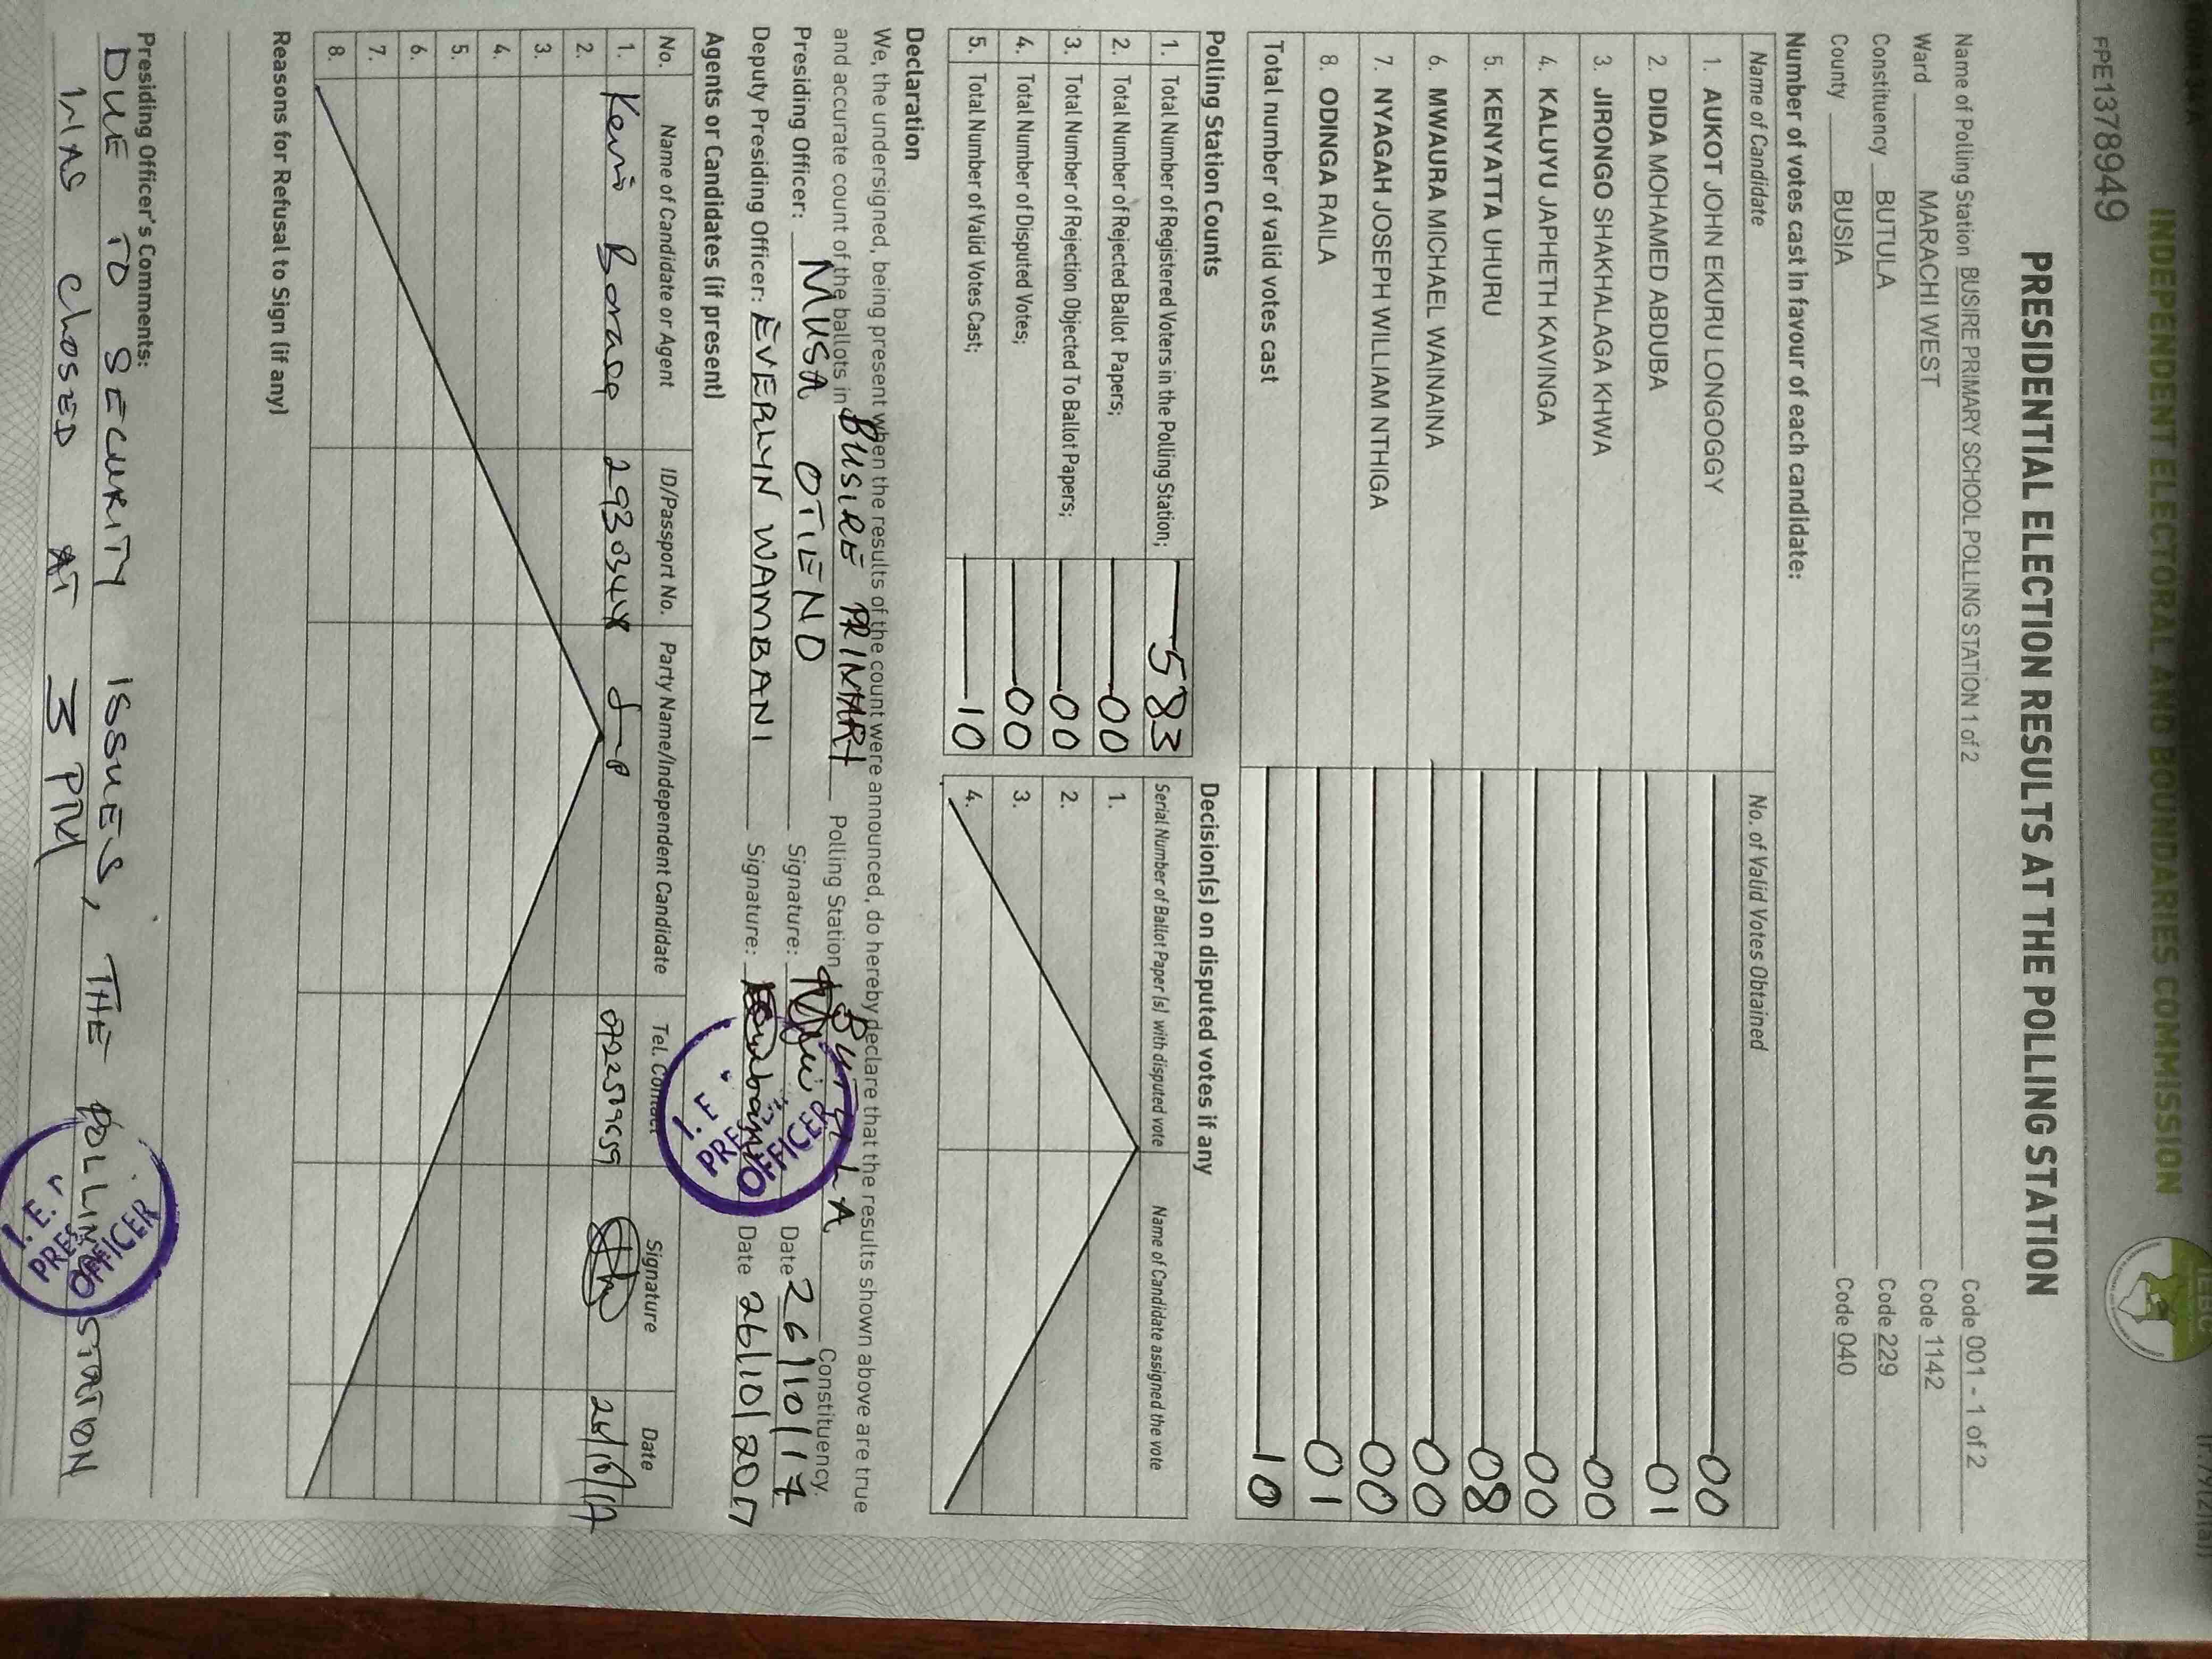 FORM 34A
INDEPENDENT ELECTORAL AND BOUNDARIES COMMISSION
FPE1378949
PRESIDENTIAL ELECTION RESULTS AT THE POLLING STATION
Name of Polling Station BUSIRE PRIMARY SCHOOL POLLING STATION 1 of 2 Code 001 - 1 of 2
Ward MARACHI WEST Code 1142
Constituency BUTULA Code 229
County BUSIA Code 040
Number of votes cast in favour of each candidate:
Name of Candidate No. of Valid Votes Obtained
1. AUKOT JOHN EKURU LONGOGGY 00
2. DIDA MOHAMED ABDUBA 01
3. JIRONGO SHAKHALAGA KHWA 00
4. KALUYU JAPHETH KAVINGA 00
5. KENYATTA UHURU 08
6. MWAURA MICHAEL WAINAINA 00
7. NYAGAH JOSEPH WILLIAM NTHIGA 00
8. ODINGA RAILA 01
Total number of valid votes cast 10
Polling Station Counts
1. Total Number of Registered Voters in the Polling Station; 583
2. Total Number of Rejected Ballot Papers; 00
3. Total Number of Rejection Objected To Ballot Papers; 00
4. Total Number of Disputed Votes; 00
5. Total Number of Valid Votes Cast; 10
Decision(s) on disputed votes if any
Serial Number of Ballot Paper (s) with disputed vote Name of Candidate assigned the vote
1.
2.
3.
4.
Declaration
We, the undersigned, being present when the results of the count were announced, do hereby declare that the results shown above are true
and accurate count of the ballots in BUSIRE PRIMARY Polling Station BUTULA Constituency.
Presiding Officer: MUSA OTIENO Signature: Date 26/10/17
Deputy Presiding Officer: EVERLYN WAMBANI Signature: Date 26/10/2017
I.E.
PRES
OFFICER
Agents or Candidates (if present)
No. Name of Candidate or Agent ID/Passport No. Party Name/Independent Candidate Tel. Contact Signature Date
1. Kevin 26/10/17
2.
3.
4.
5.
6.
7.
8.
Reasons for Refusal to Sign (if any)
Presiding Officer's Comments:
DUE TO SECURITY ISSUES, THE POLLING STATION
WAS CLOSED AT 3 PM
I.E.
PRES
OFFICER